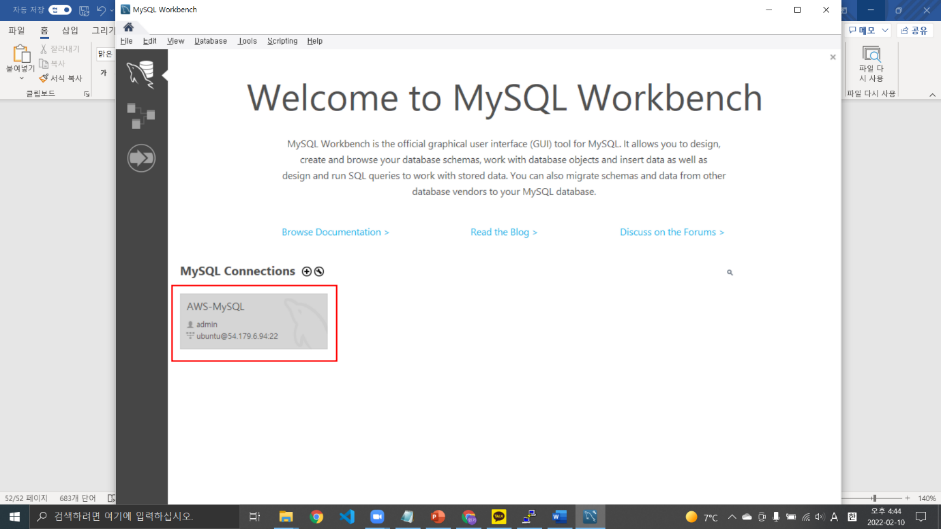 자동 저장
MySQL Workbench
파일 홈 삽입 그리기
메모 공유
File Edit View Database Tools Scripting Help
붙여넣기
잘라내기
복사
서식 복사
클립보드
맑은
가
파일 다
시 사용
파일 다시 사용
Welcome to MySQL Workbench
MySQL Workbench is the official graphical user interface (GUI) tool for MySQL. It allows you to design,
create and browse your database schemas, work with database objects and insert data as well as
design and run SQL queries to work with stored data. You can also migrate schemas and data from other
database vendors to your MySQL database.
Browse Documentation >
Read the Blog >
Discuss on the Forums >
MySQL Connections
AWS-MySQL
admin
ubuntu@54.179.6.94:22
52/52 페이지 683개 단어
140%
검색하려면 여기에 입력하십시오.
7°C
A
오후 4:44
2022-02-10